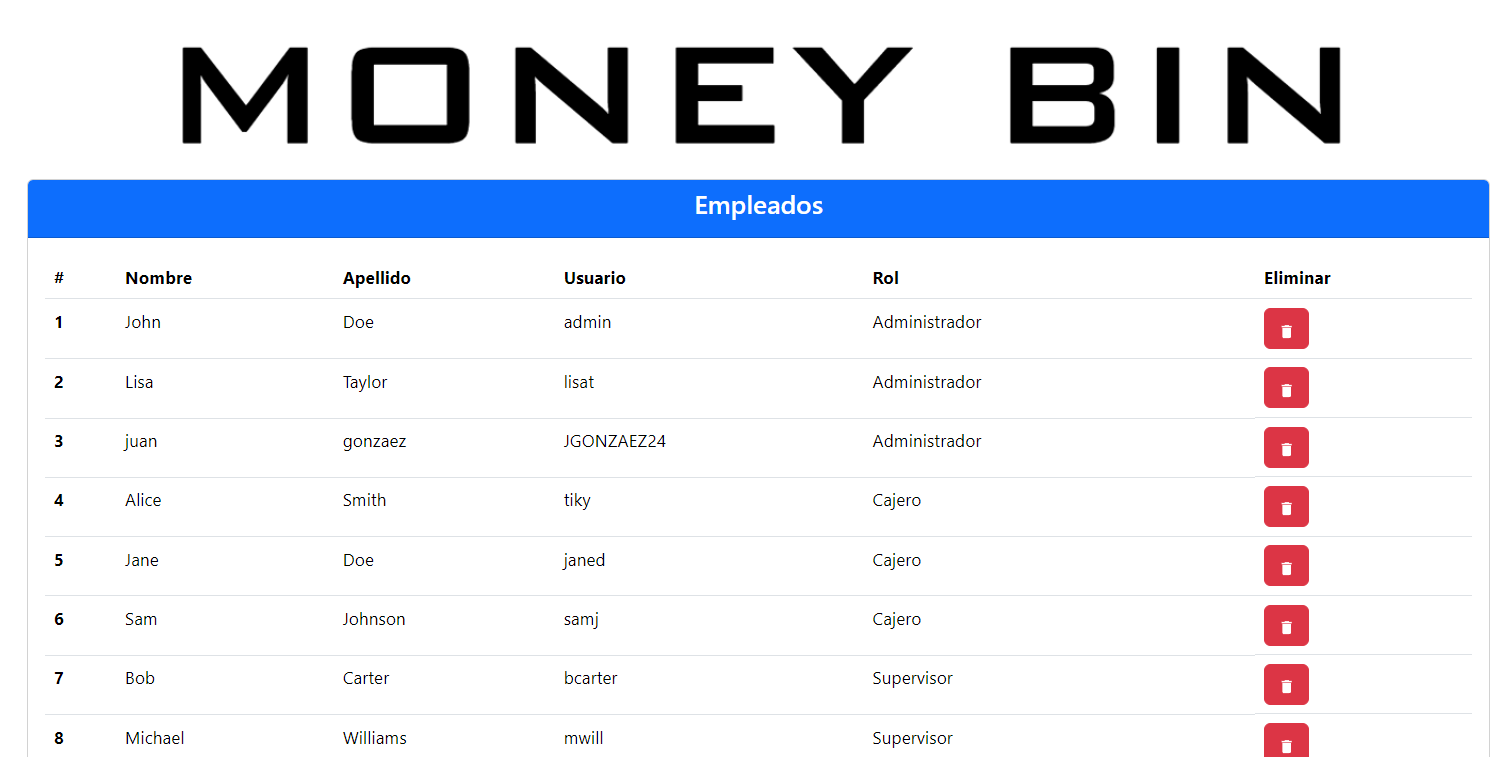 MONEY BIN
Empleados
# Nombre Apellido Usuario Rol Eliminar
1 John Doe admin Administrador
2 Lisa Taylor lisat Administrador
3 juan gonzaez JGONZAEZ24 Administrador
4 Alice Smith tiky Cajero
5 Jane Doe janed Cajero
6 Sam Johnson samj Cajero
7 Bob Carter bcarter Supervisor
8 Michael Williams mwill Supervisor